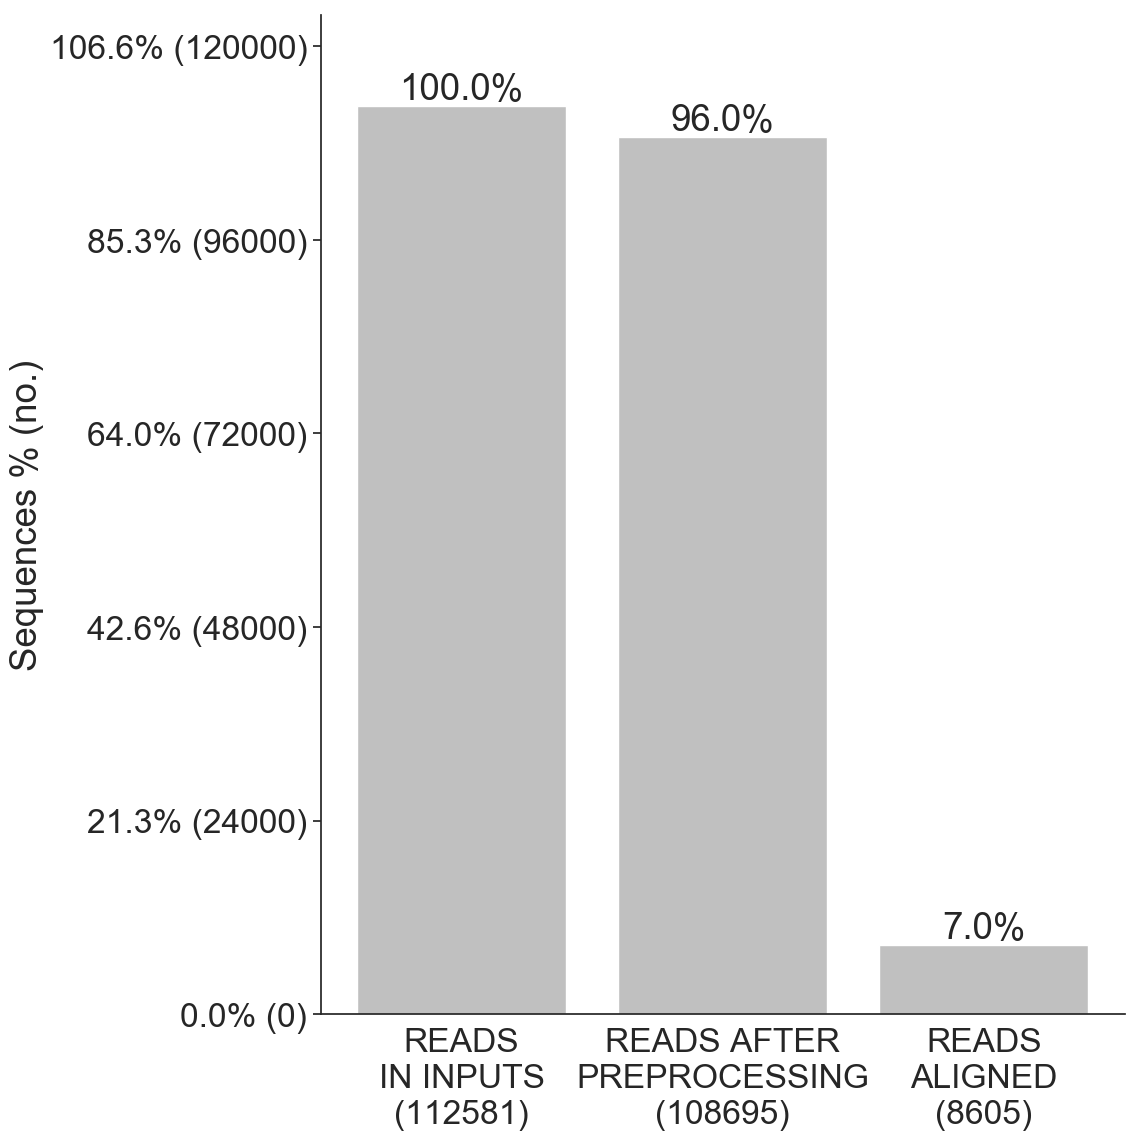 Sequences % (no.)
106.6% (120000)
85.3% (96000)
64.0% (72000)
42.6% (48000)
21.3% (24000)
0.0% (0)
100.0%
96.0%
7.0%
READS
IN INPUTS
(112581)
READS AFTER
PREPROCESSING
(108695)
READS
ALIGNED
(8605)